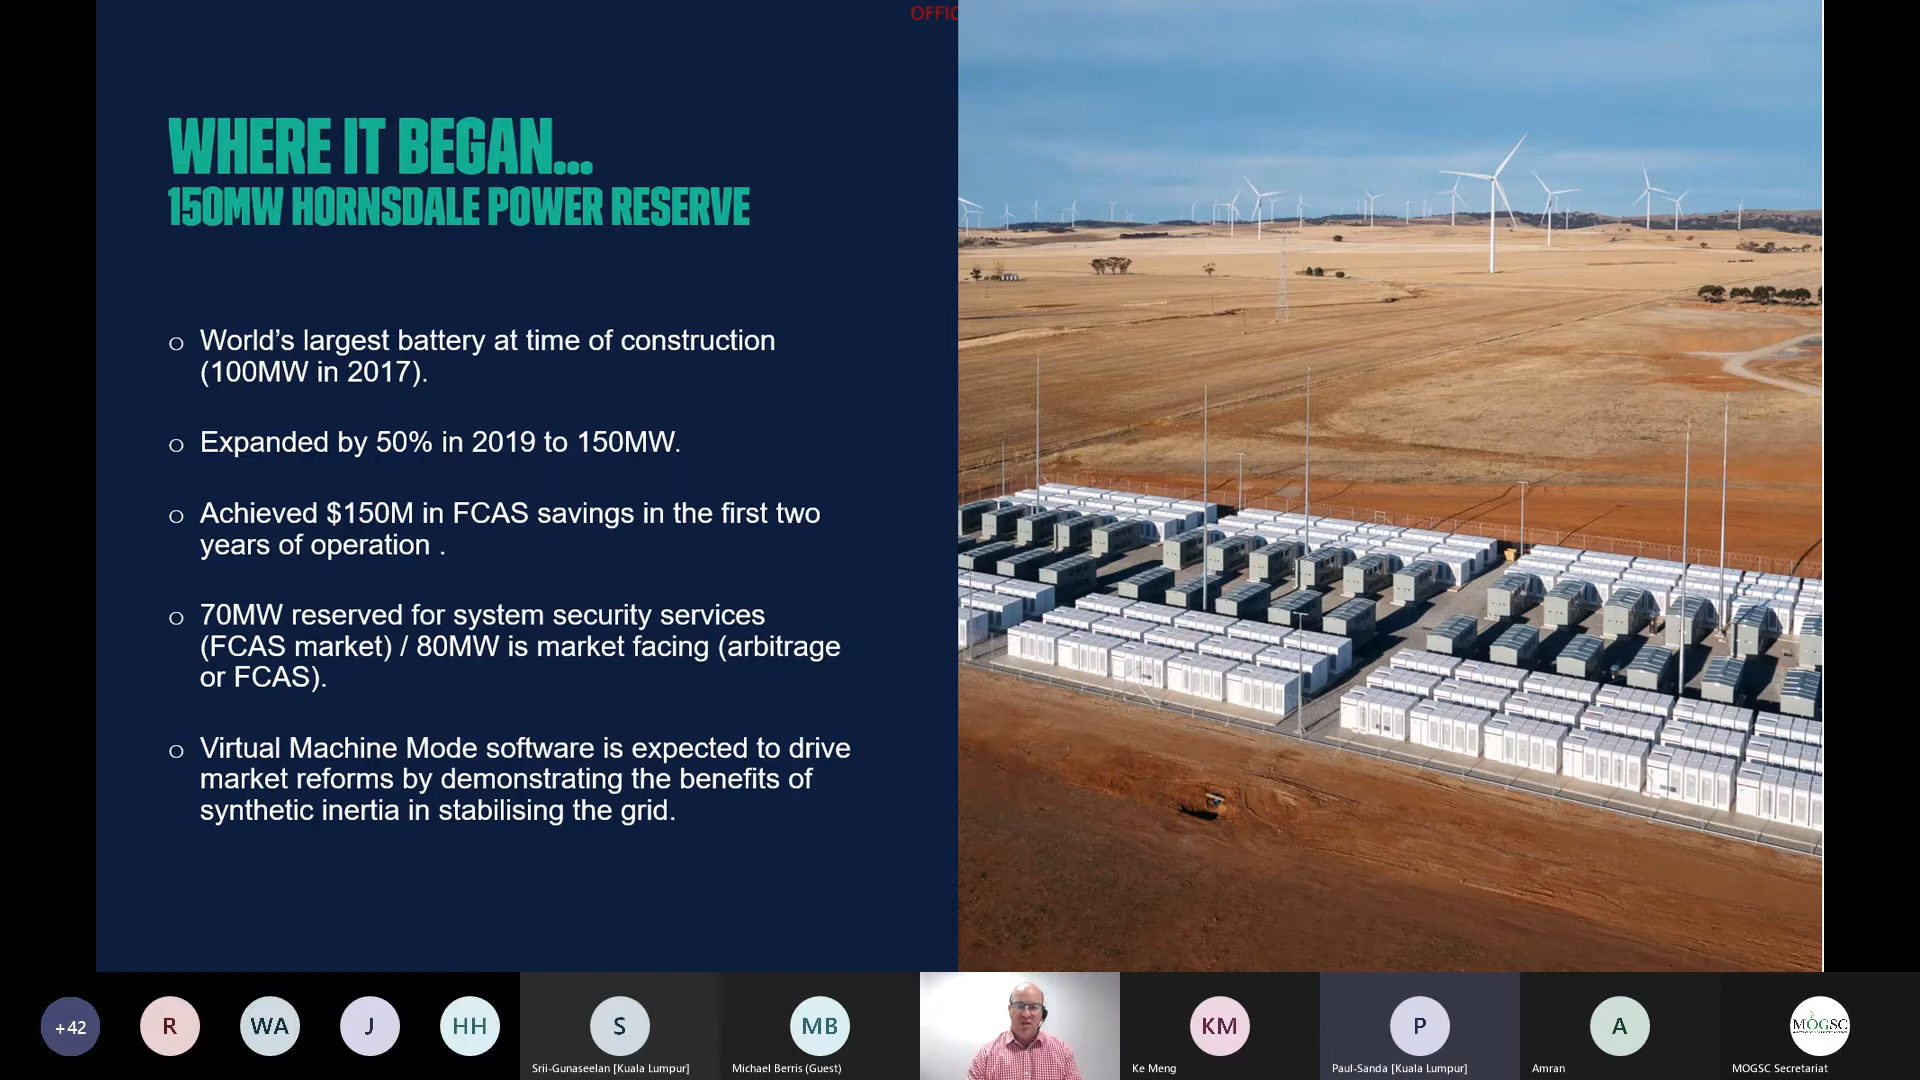 OFFIC
WHERE IT BEGAN...
150MW HORNSDALE POWER RESERVE
o World’s largest battery at time of construction
(100MW in 2017).
o Expanded by 50% in 2019 to 150MW.
o Achieved $150M in FCAS savings in the first two
years of operation .
o 70MW reserved for system security services
(FCAS market) / 80MW is market facing (arbitrage
or FCAS).
o Virtual Machine Mode software is expected to drive
market reforms by demonstrating the benefits of
synthetic inertia in stabilising the grid.
+42
R
WA
J
HH
S
Srii-Gunaseelan [Kuala Lumpur]
MB
Michael Berris (Guest)
KM
Ke Meng
P
Paul-Sanda [Kuala Lumpur]
A
Amran
MOGSC
MOGSC Secretariat